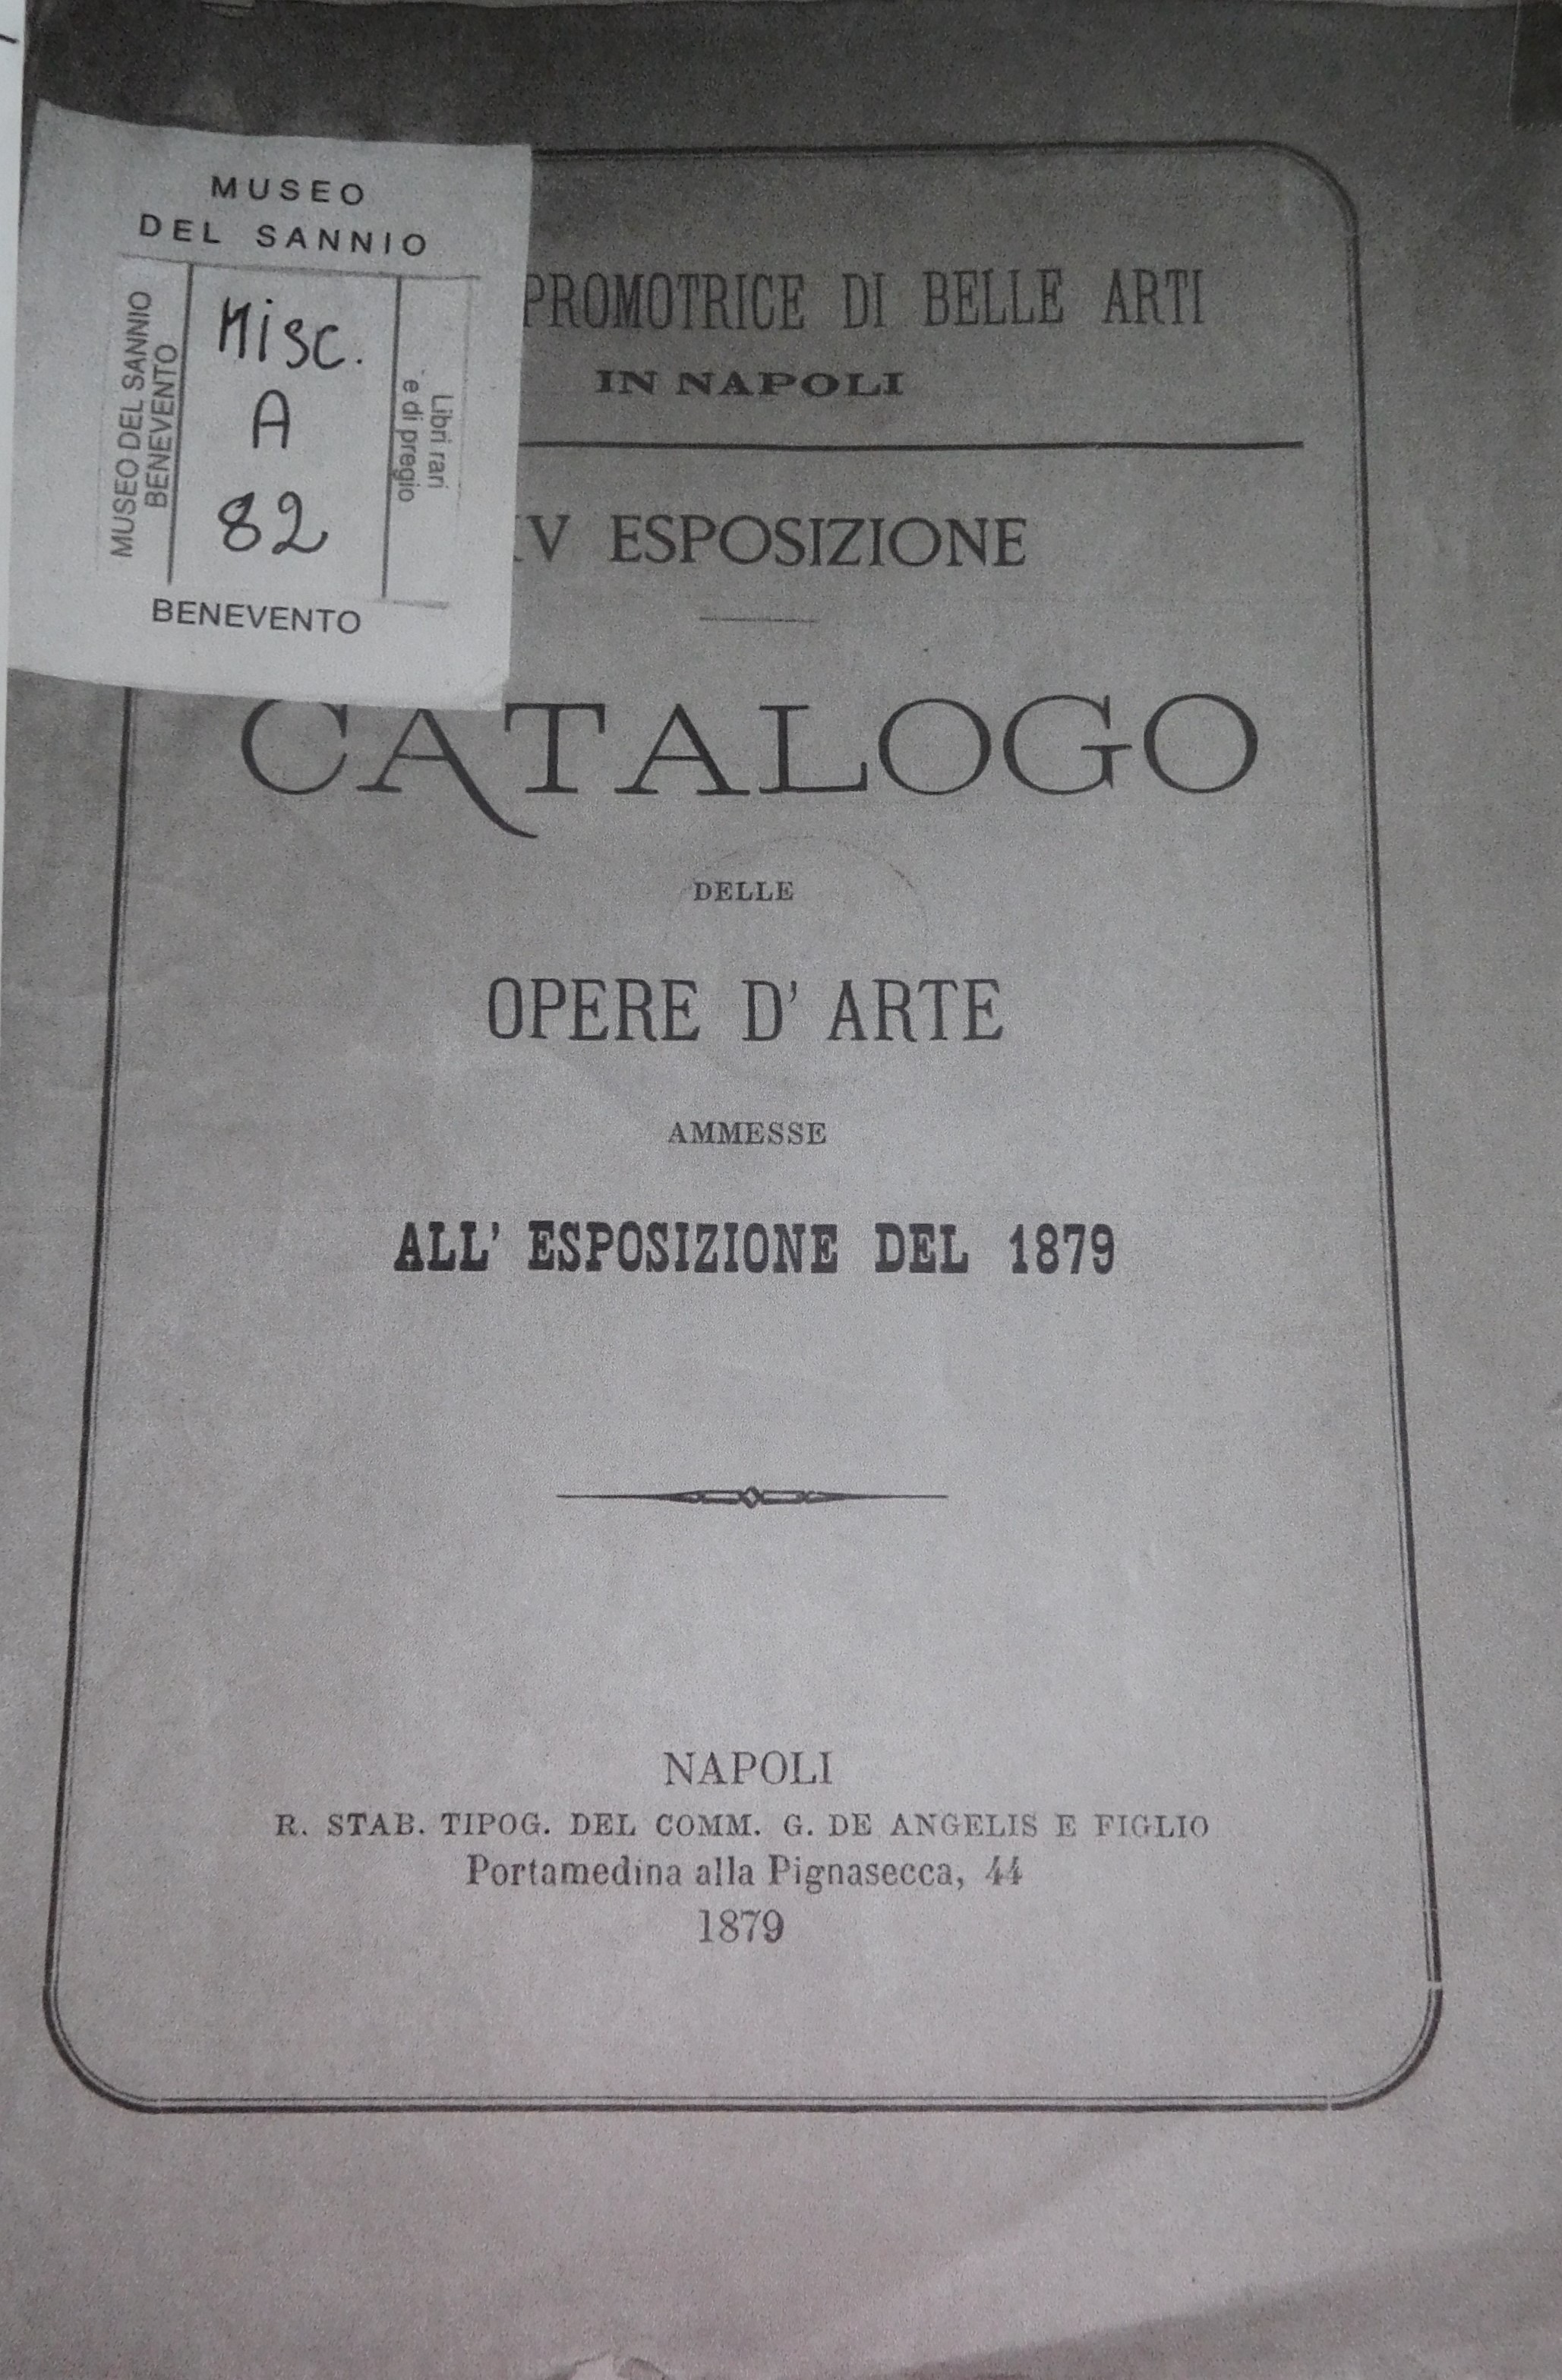 MUSEO
DEL SANNIO
MUSEO DEL SANNIO
BENEVENTO
Misc.
A
82
Libri rari
e di pregio
BENEVENTO
PROMOTRICE DI BELLE ARTI
IN NAPOLI
V ESPOSIZIONE
CATALOGO
DELLE
OPERE D' ARTE
AMMESSE
ALL' ESPOSIZIONE DEL 1879
NAPOLI
R. STAB. TIPOG. DEL COMM. G. DE ANGELIS E FIGLIO
Portamedina alla Pignasecca, 44
1879